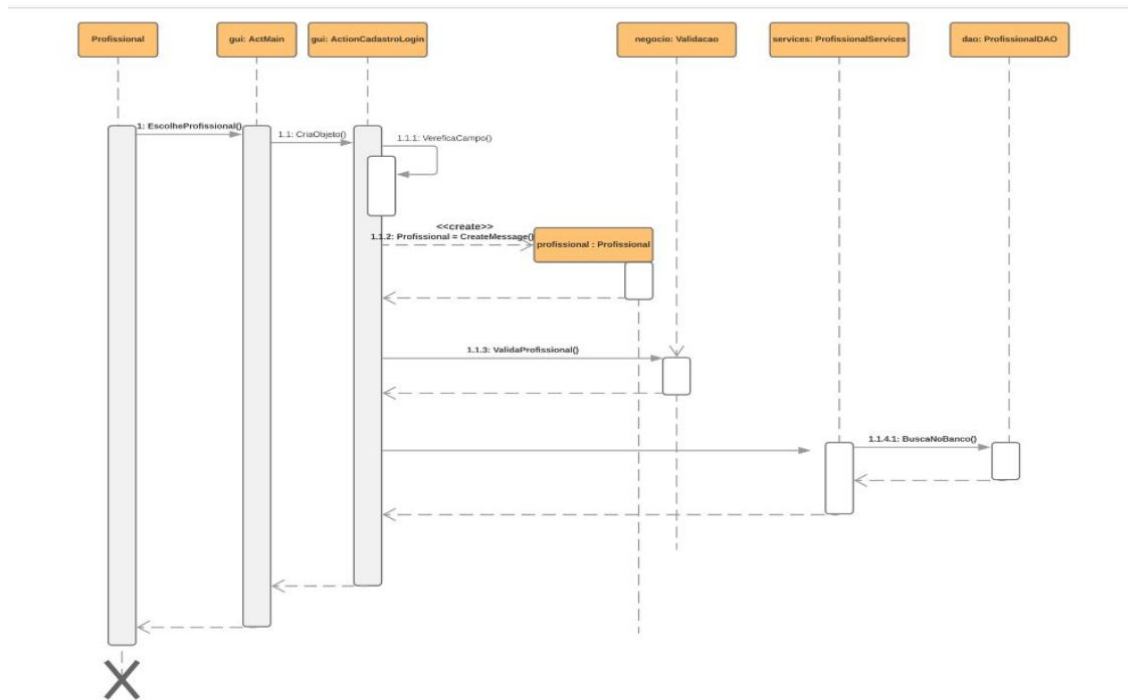 Profissional
gui: ActMain
gui: ActionCadastroLogin
negocio: Validacao
services: ProfissionalServices
dao: ProfissionalDAO
1: EscolheProfissional()
1.1: CriaObjeto()
1.1.1: VereficaCampo()
<<create>>
1.1.2: Profissional = CreateMessage()
profissional : Profissional
1.1.3: ValidaProfissional()
1.1.4.1: BuscaNoBanco()